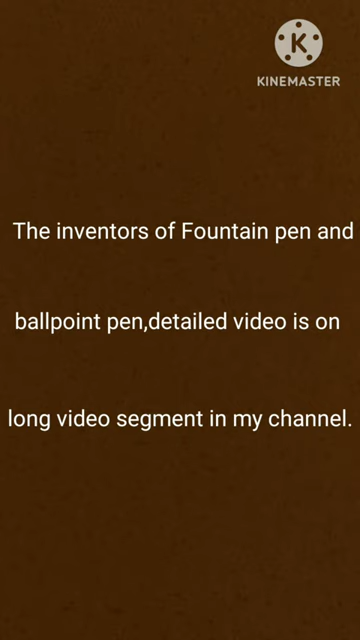 KINEMASTER
The inventors of Fountain pen and
ballpoint pen,detailed video is on
long video segment in my channel.